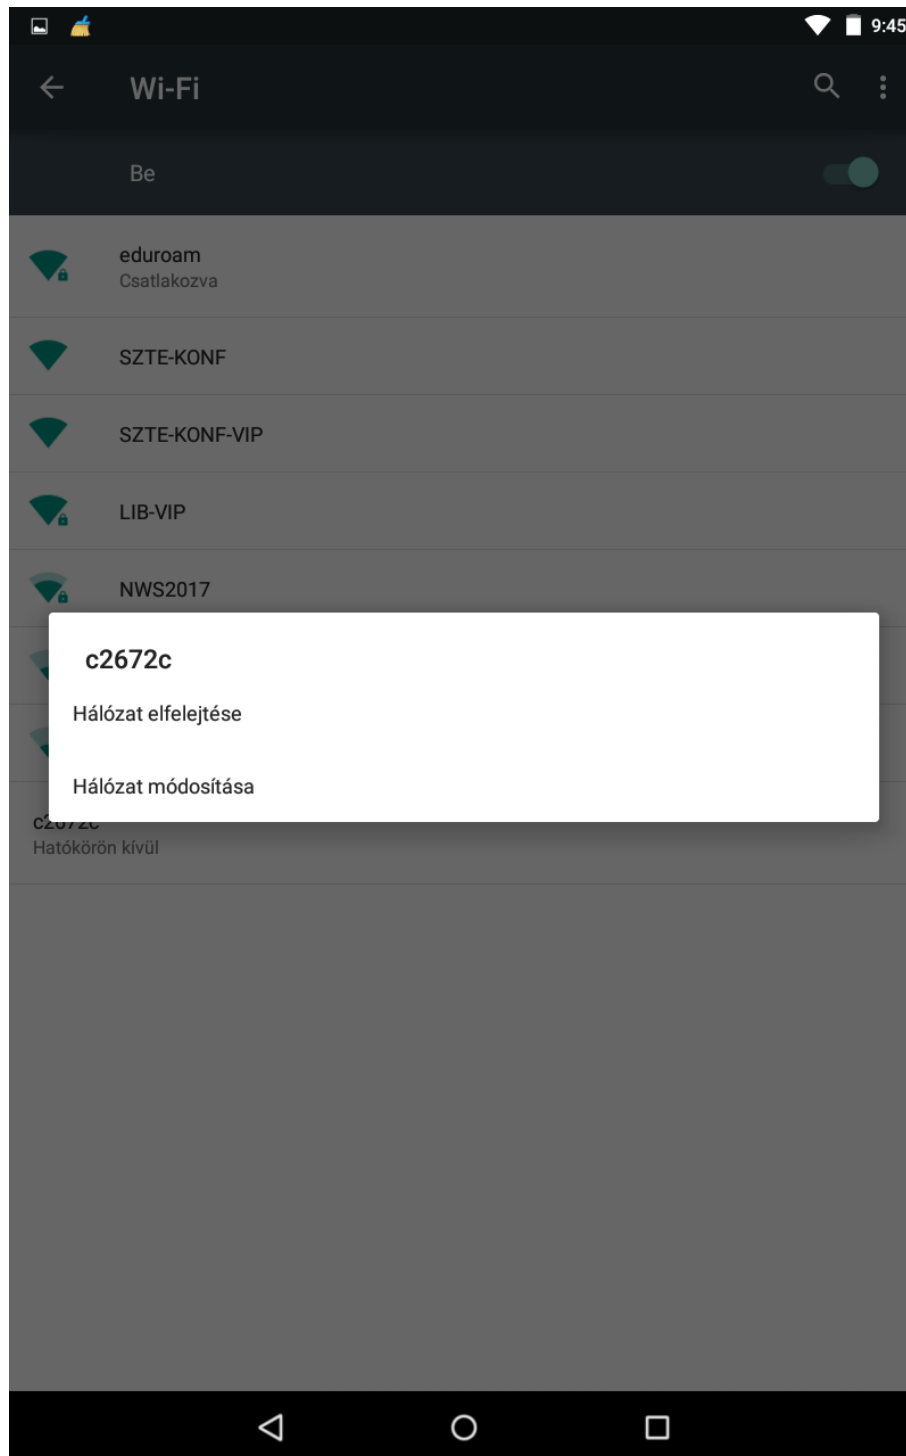 9:45
Wi-Fi
Be
eduroam
Csatlakozva
SZTE-KONF
SZTE-KONF-VIP
LIB-VIP
NWS2017
c2672c
Hálózat elfelejtése
Hálózat módosítása
c2672c
Hatókörön kívül